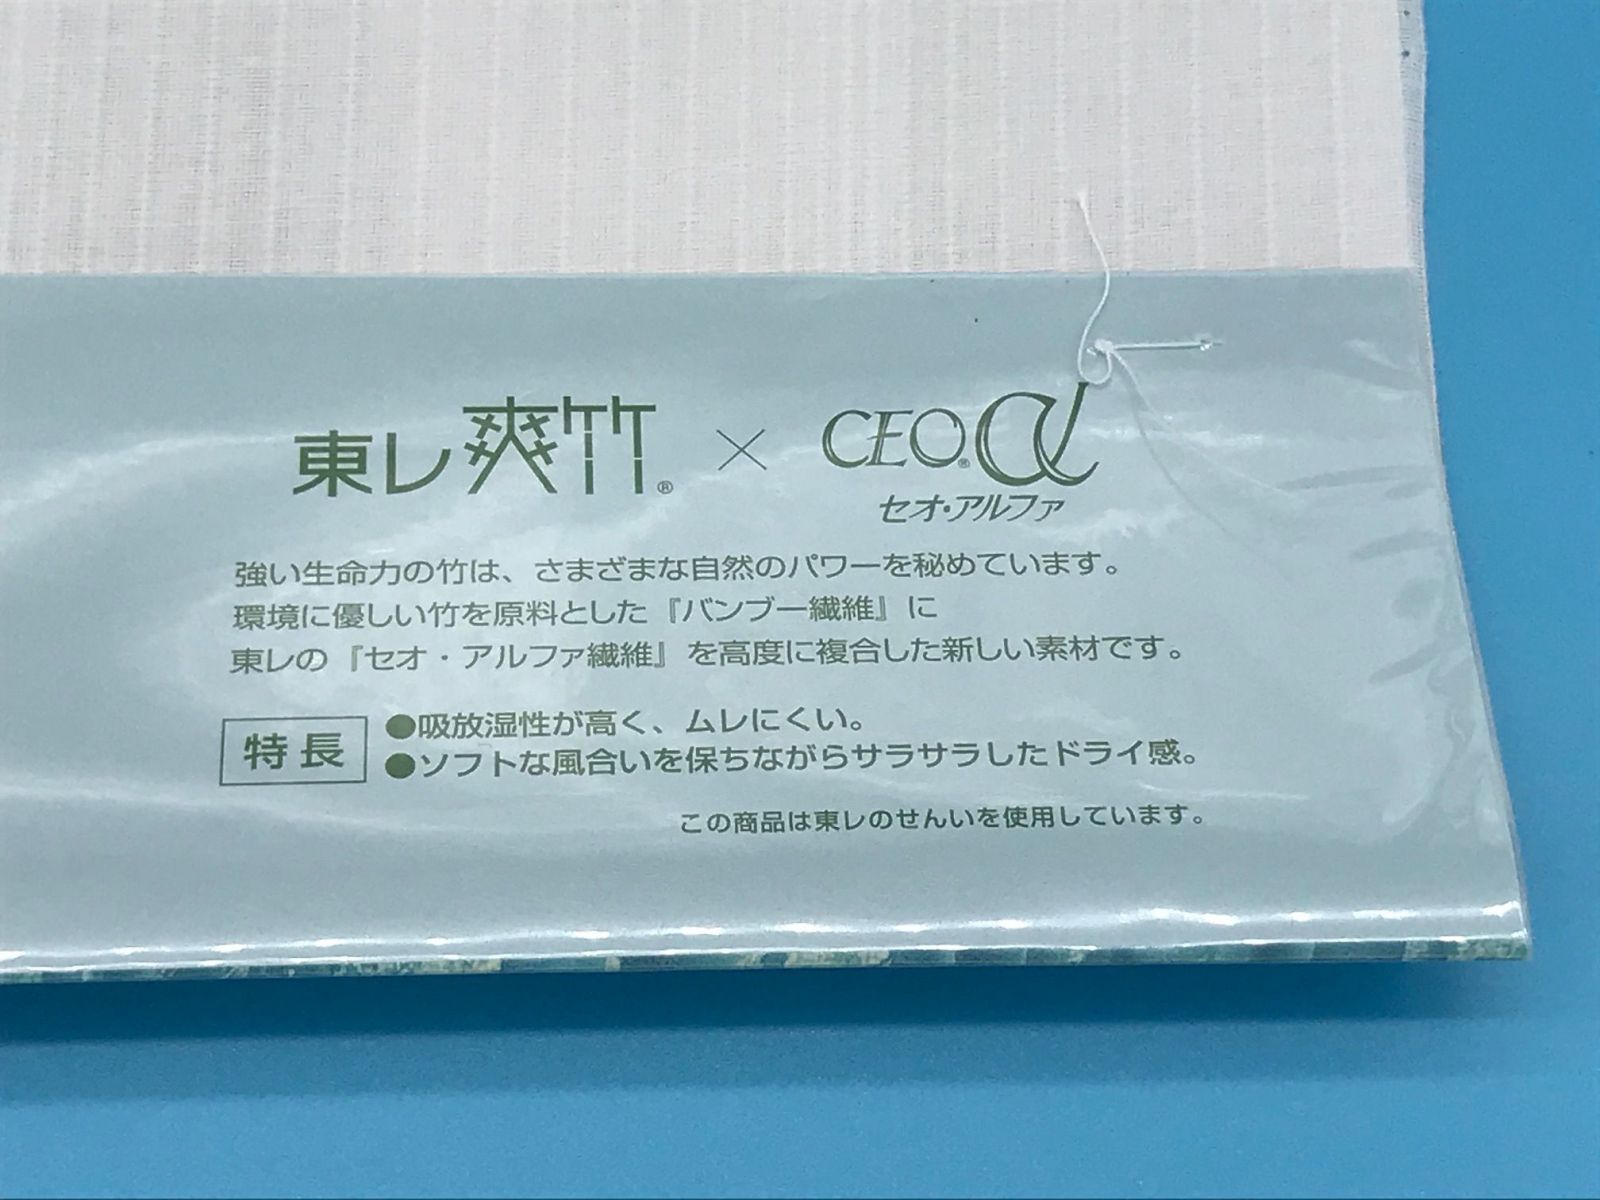 東レ爽竹® × CEO®α
セオ・アルファ
強い生命力の竹は、さまざまな自然のパワーを秘めています。
環境に優しい竹を原料とした『バンブー繊維』に
東レの『セオ・アルファ繊維』を高度に複合した新しい素材です。
特長
●吸放湿性が高く、ムレにくい。
●ソフトな風合いを保ちながらサラサラしたドライ感。
この商品は東レのせんいを使用しています。